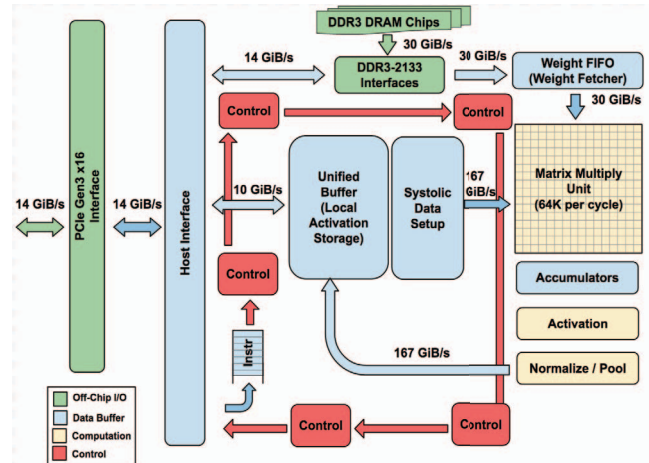 DDR3 DRAM Chips
30 GiB/s
14 GiB/s
DDR3-2133
Interfaces
30 GiB/s
Weight FIFO
(Weight Fetcher)
30 GiB/s
Control
Control
PCIe Gen3 x16
Interface
14 GiB/s
14 GiB/s
Host Interface
10 GiB/s
Unified
Buffer
(Local
Activation
Storage)
Systolic
Data
Setup
167
GiB/s
Matrix Multiply
Unit
(64K per cycle)
Control
Accumulators
Activation
Instr
167 GiB/s
Normalize / Pool
Control
Control
Off-Chip I/O
Data Buffer
Computation
Control